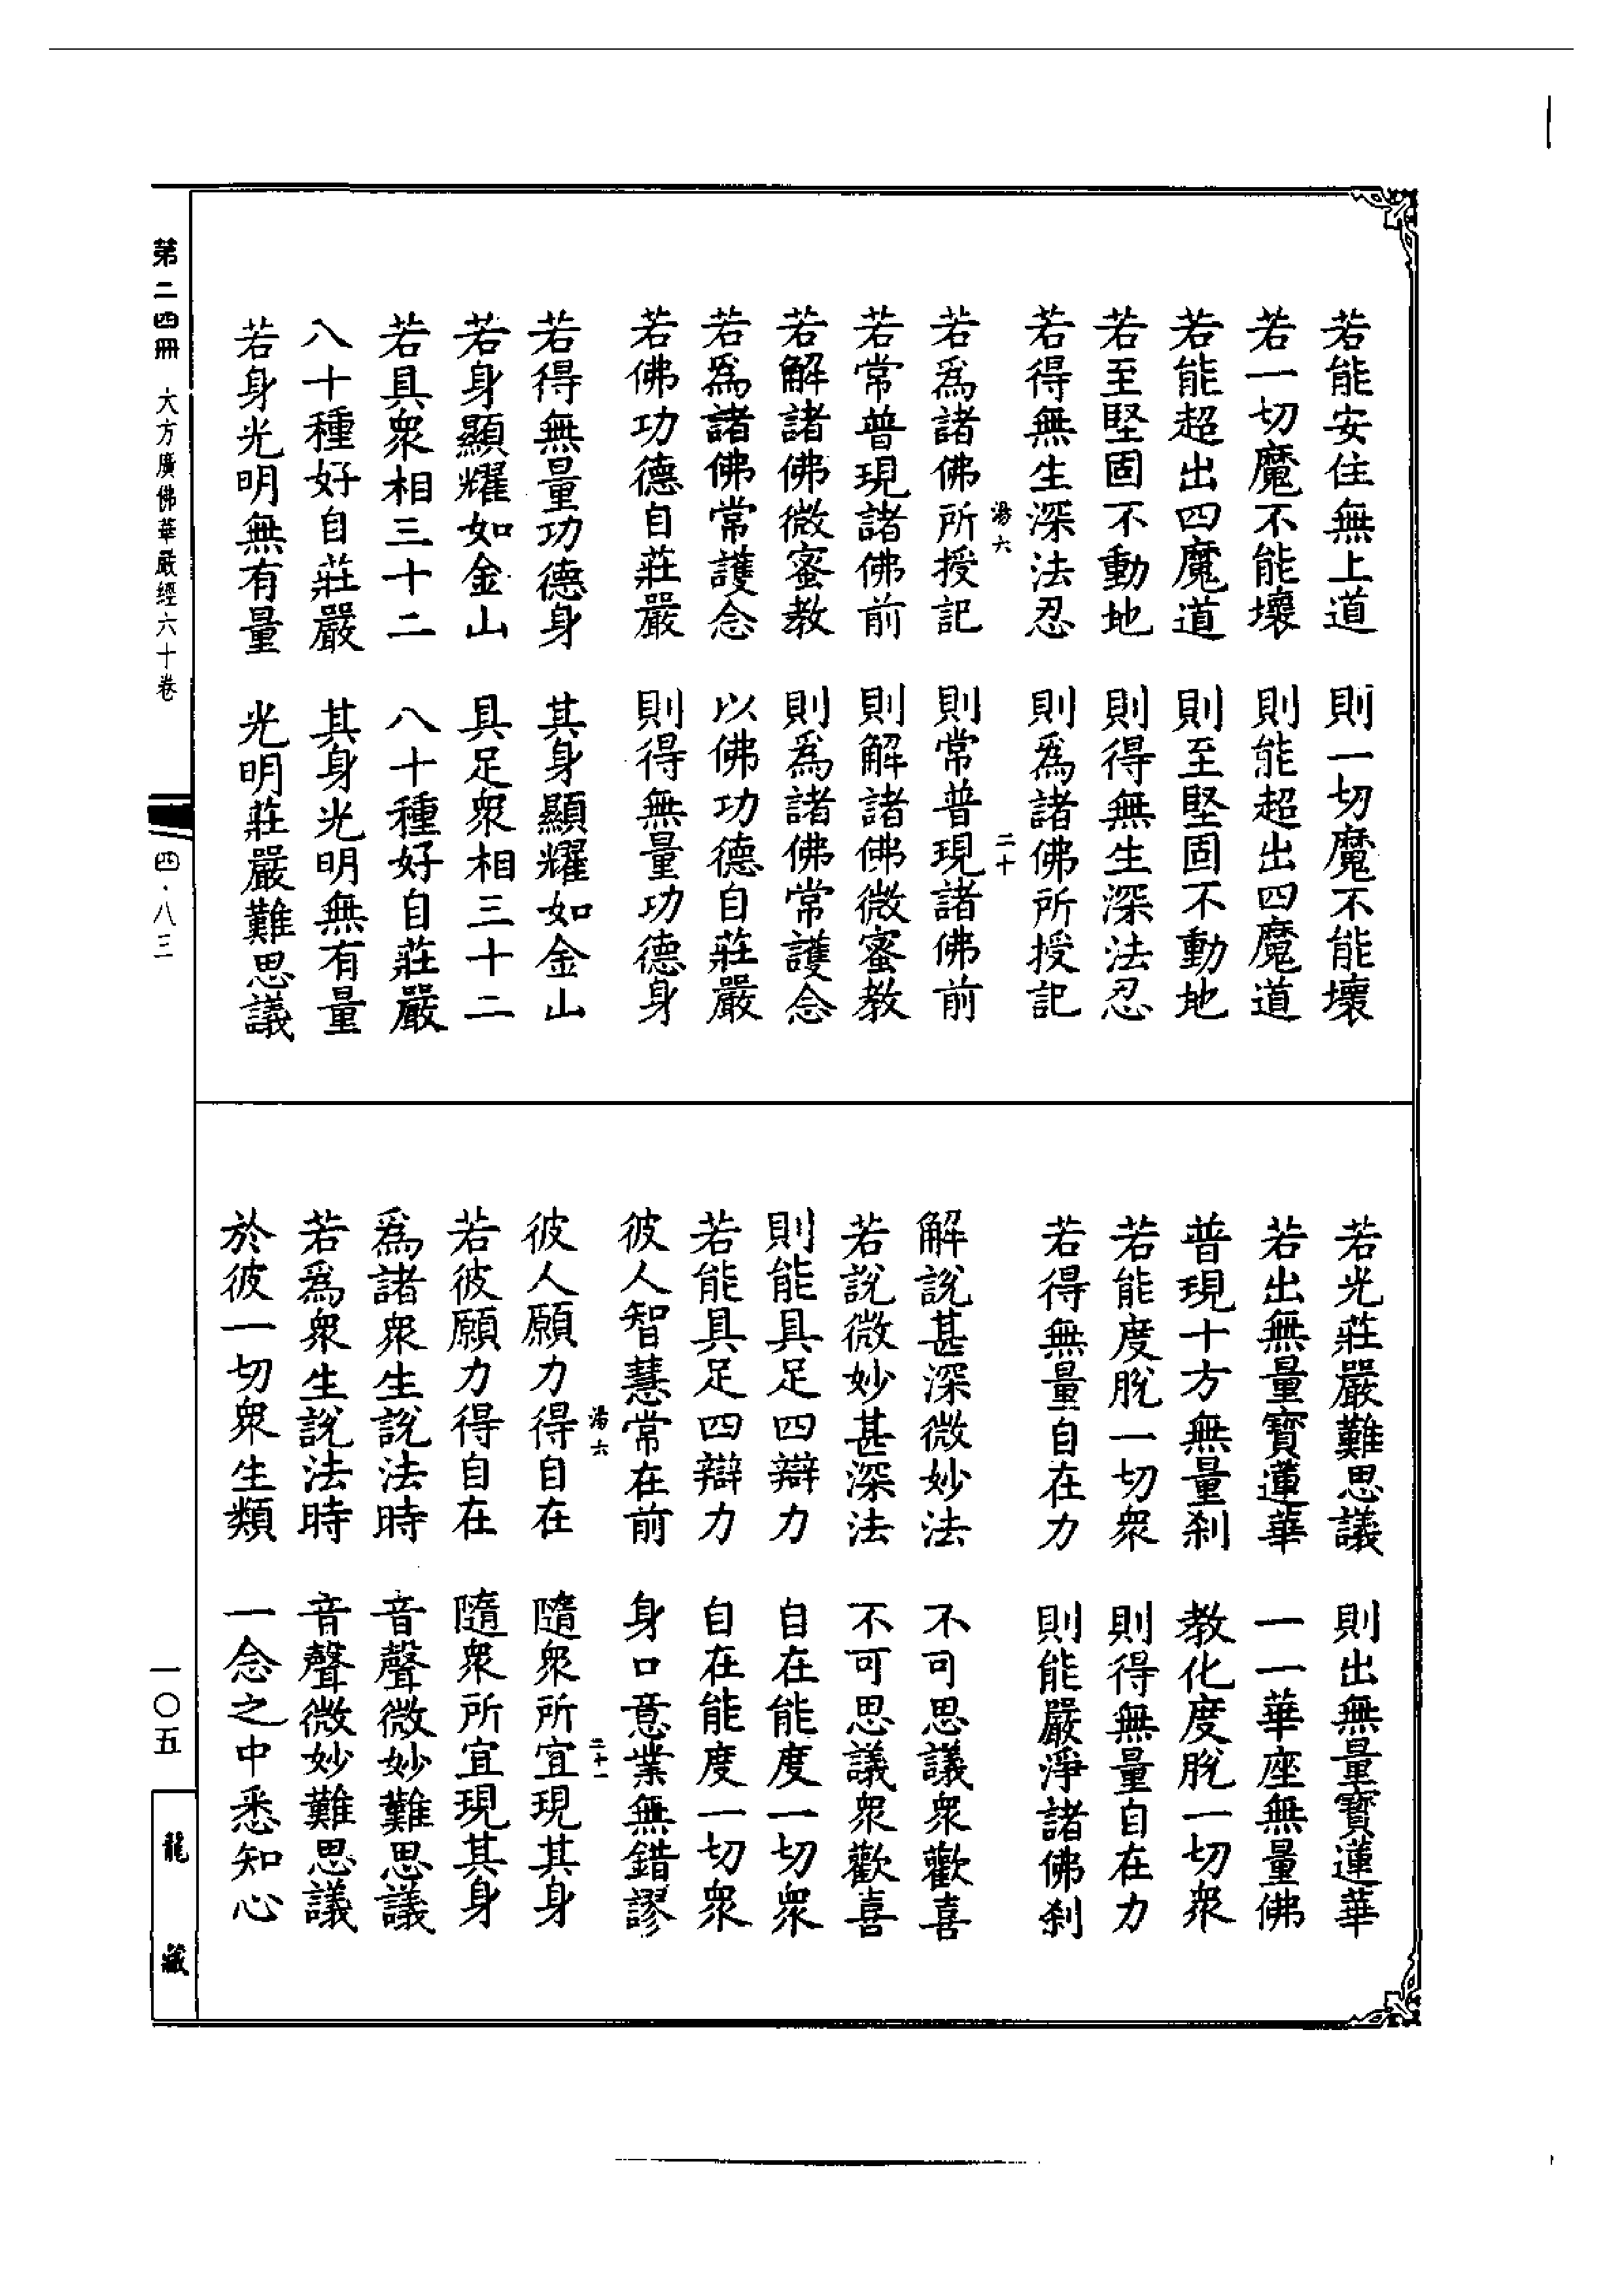 若能安住無上道　則一切魔不能壞
若一切魔不能壞　則能超出四魔道
若能超出四魔道　則至堅固不動地
若至堅固不動地　則得無生深法忍
若得無生深法忍　則爲諸佛所授記
湯六　二十
若爲諸佛所授記　則常普現諸佛前
若常普現諸佛前　則解諸佛微蜜教
若解諸佛微蜜教　則爲諸佛常護念
若爲諸佛常護念　以佛功德自莊嚴
若佛功德自莊嚴　則得無量功德身
若得無量功德身　其身顯耀如金山
若身顯耀如金山　具足衆相三十二
若具衆相三十二　八十種好自莊嚴
八十種好自莊嚴　其身光明無有量
若身光明無有量　光明莊嚴難思議
若光莊嚴難思議　則出無量寶蓮華
若出無量寶蓮華　一一華座無量佛
普現十方無量刹　教化度脫一切衆
若能度脫一切衆　則得無量自在力
若得無量自在力　則能嚴淨諸佛刹
解說甚深微妙法　不可思議衆歡喜
若說微妙甚深法　不可思議衆歡喜
則能具足四辯力　自在能度一切衆
若能具足四辯力　自在能度一切衆
彼人智慧常在前　身口意業無錯謬
湯六　二十一
彼人願力得自在　隨衆所宜現其身
若彼願力得自在　隨衆所宜現其身
爲諸衆生說法時　音聲微妙難思議
若爲衆生說法時　音聲微妙難思議
於彼一切衆生類　一念之中悉知心
第二四冊　大方廣佛華嚴經六十卷　四·八三
一〇五
龍藏